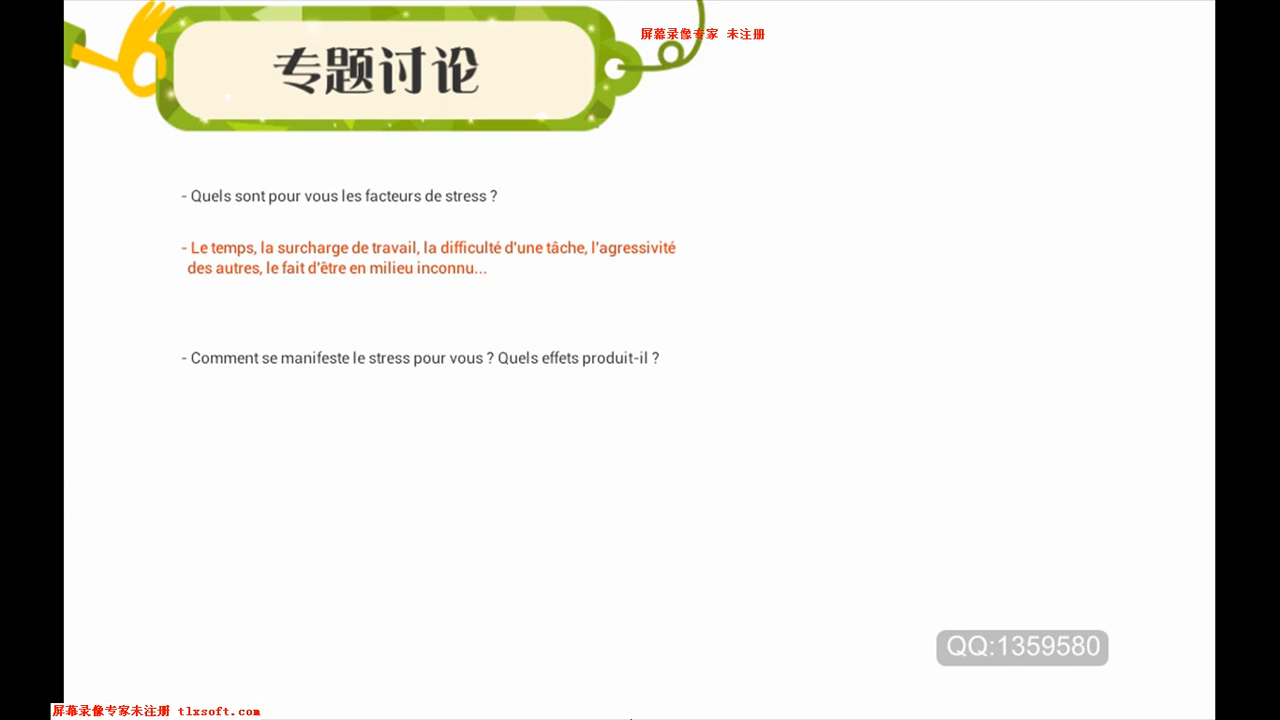 专题讨论
屏幕录像专家 未注册
- Quels sont pour vous les facteurs de stress ?
- Le temps, la surcharge de travail, la difficulté d'une tâche, l'agressivité
des autres, le fait d'être en milieu inconnu...
- Comment se manifeste le stress pour vous ? Quels effets produit-il ?
QQ:1359580
屏幕录像专家未注册 tlxsoft.com